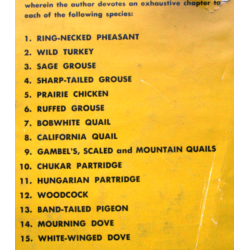 wherein the author devotes an exhaustive chapter to
each of the following species:
1. RING-NECKED PHEASANT
2. WILD TURKEY
3. SAGE GROUSE
4. SHARP-TAILED GROUSE
5. PRAIRIE CHICKEN
6. RUFFED GROUSE
7. BOBWHITE QUAIL
8. CALIFORNIA QUAIL
9. GAMBEL'S, SCALED and MOUNTAIN QUAILS
10. CHUKAR PARTRIDGE
11. HUNGARIAN PARTRIDGE
12. WOODCOCK
13. BAND-TAILED PIGEON
14. MOURNING DOVE
15. WHITE-WINGED DOVE